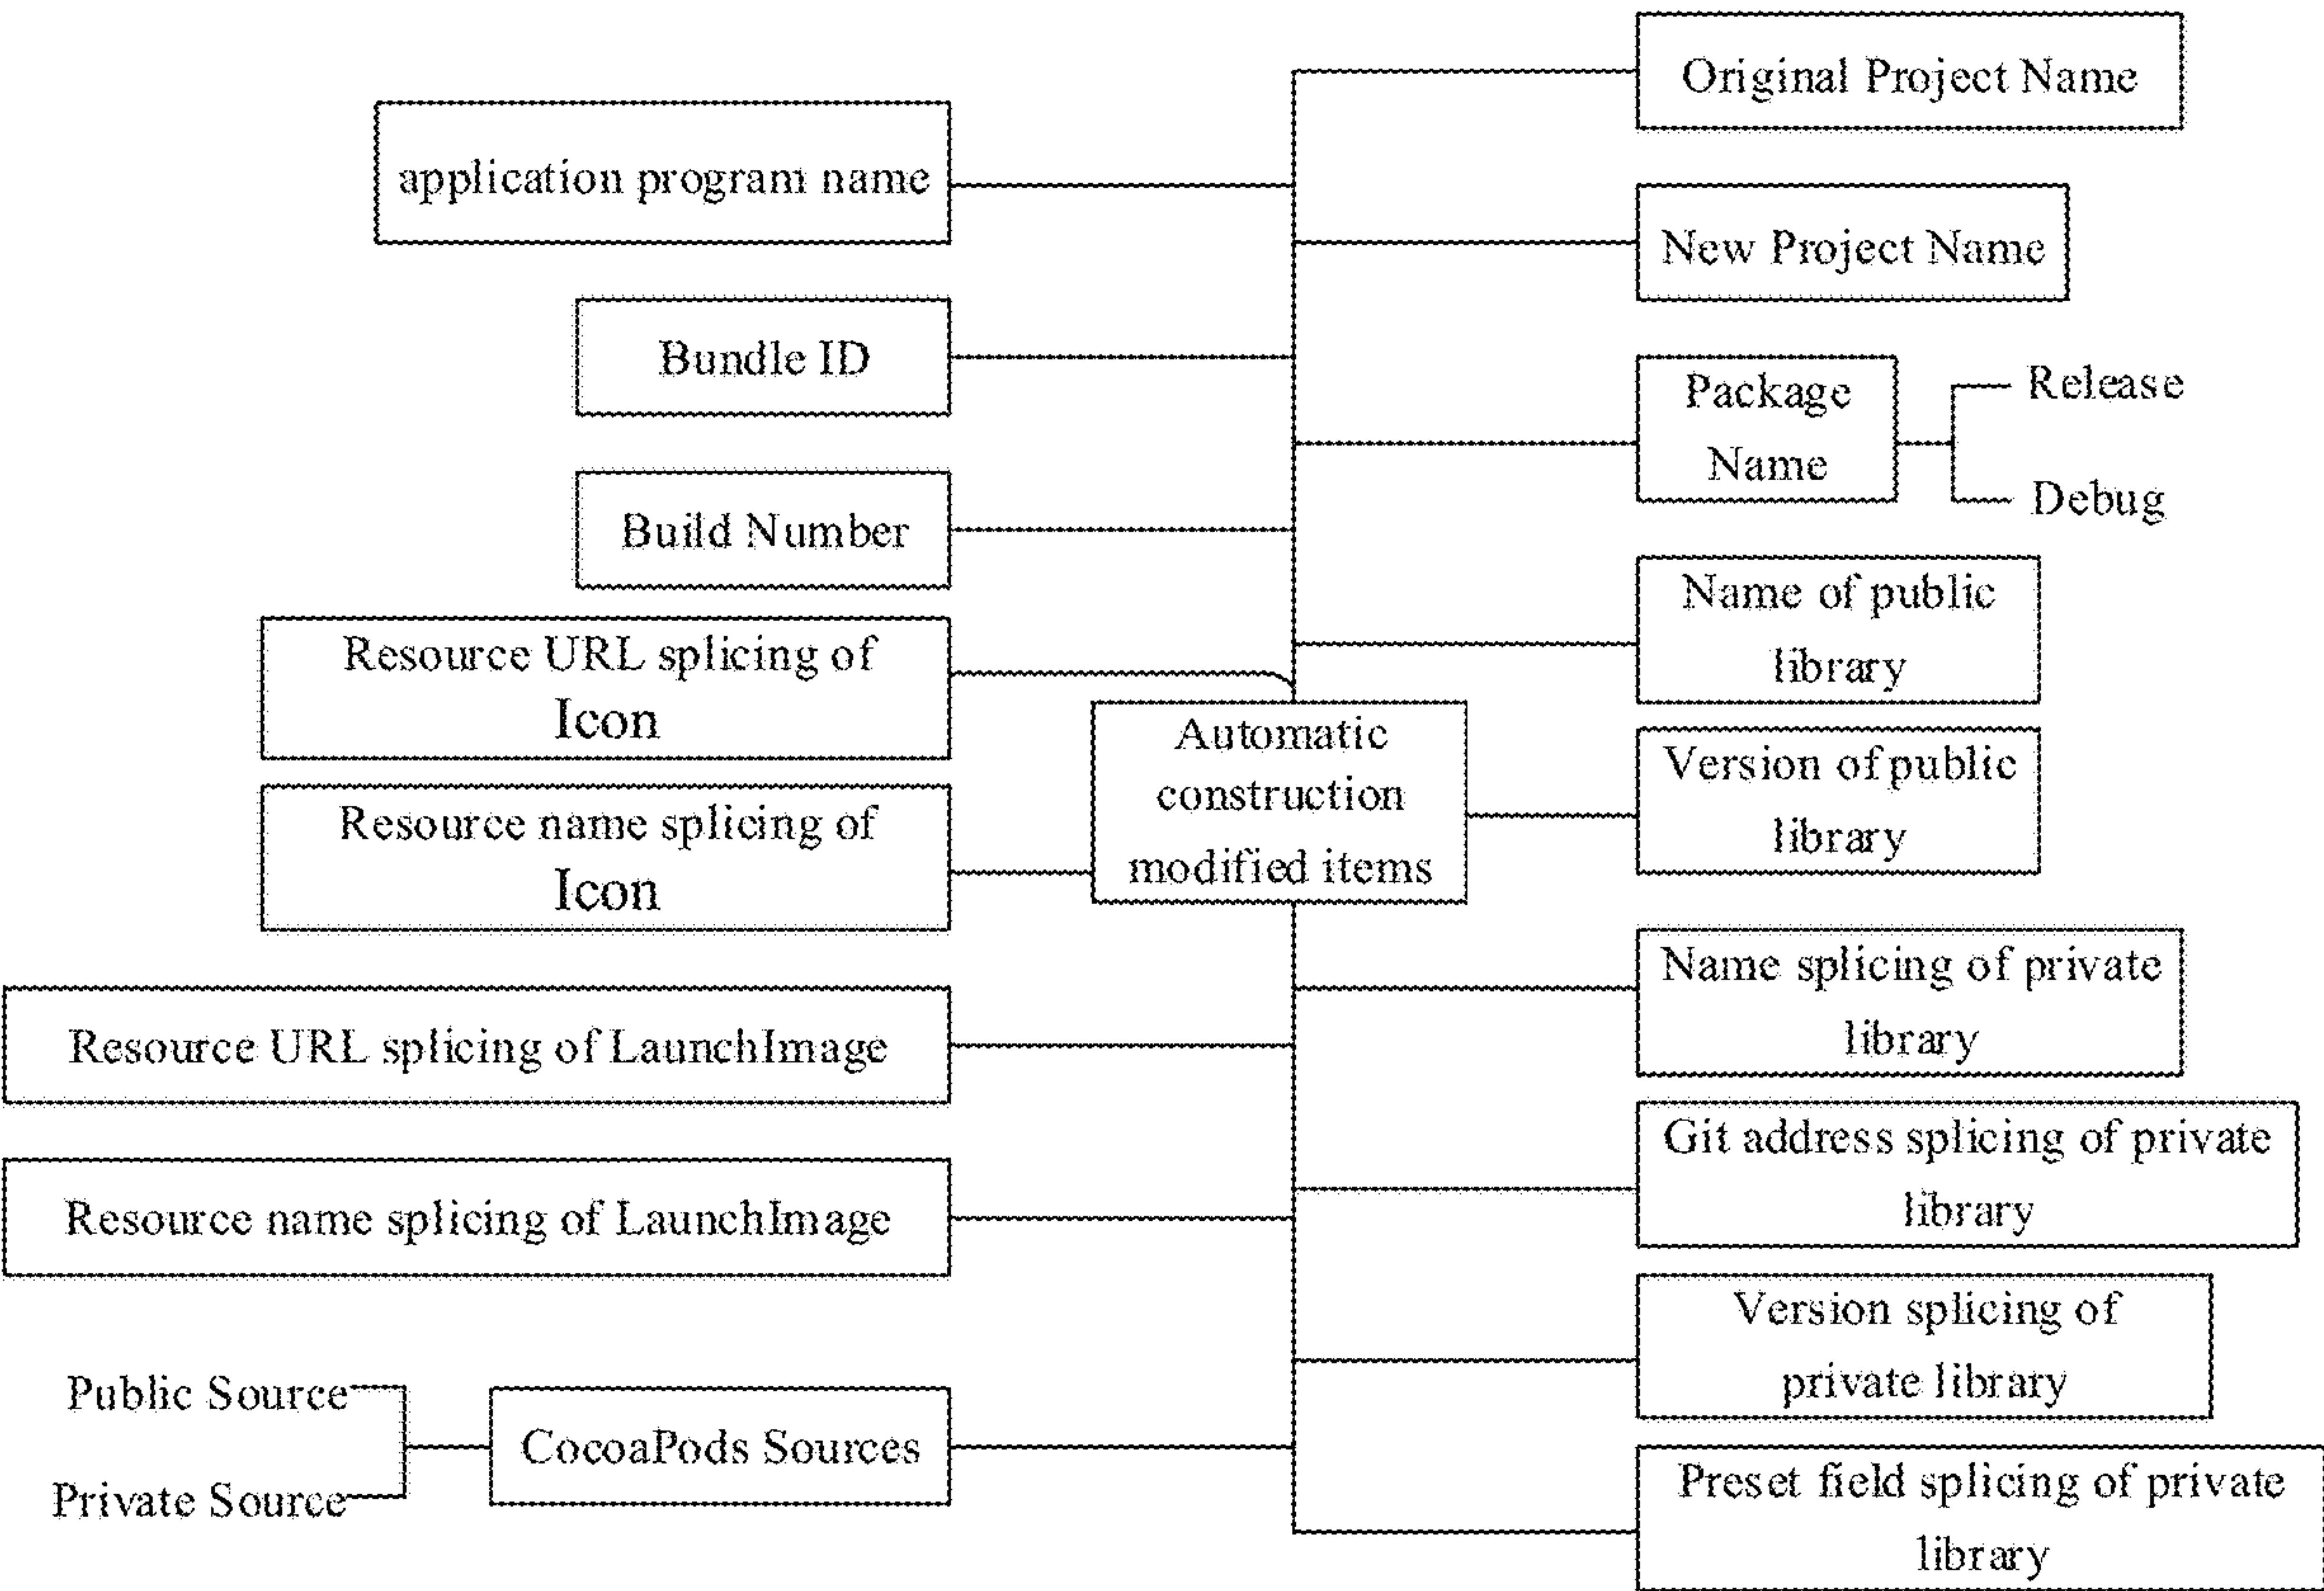 application program name
Bundle ID
Build Number
Resource URL splicing of
Icon
Resource name splicing of
Icon
Resource URL splicing of LaunchImage
Resource name splicing of LaunchImage
Public Source
Private Source
CocoaPods Sources
Automatic
construction
modified items
Original Project Name
New Project Name
Package
Name
Release
Debug
Name of public
library
Version of public
library
Name splicing of private
library
Git address splicing of private
library
Version splicing of
private library
Preset field splicing of private
library